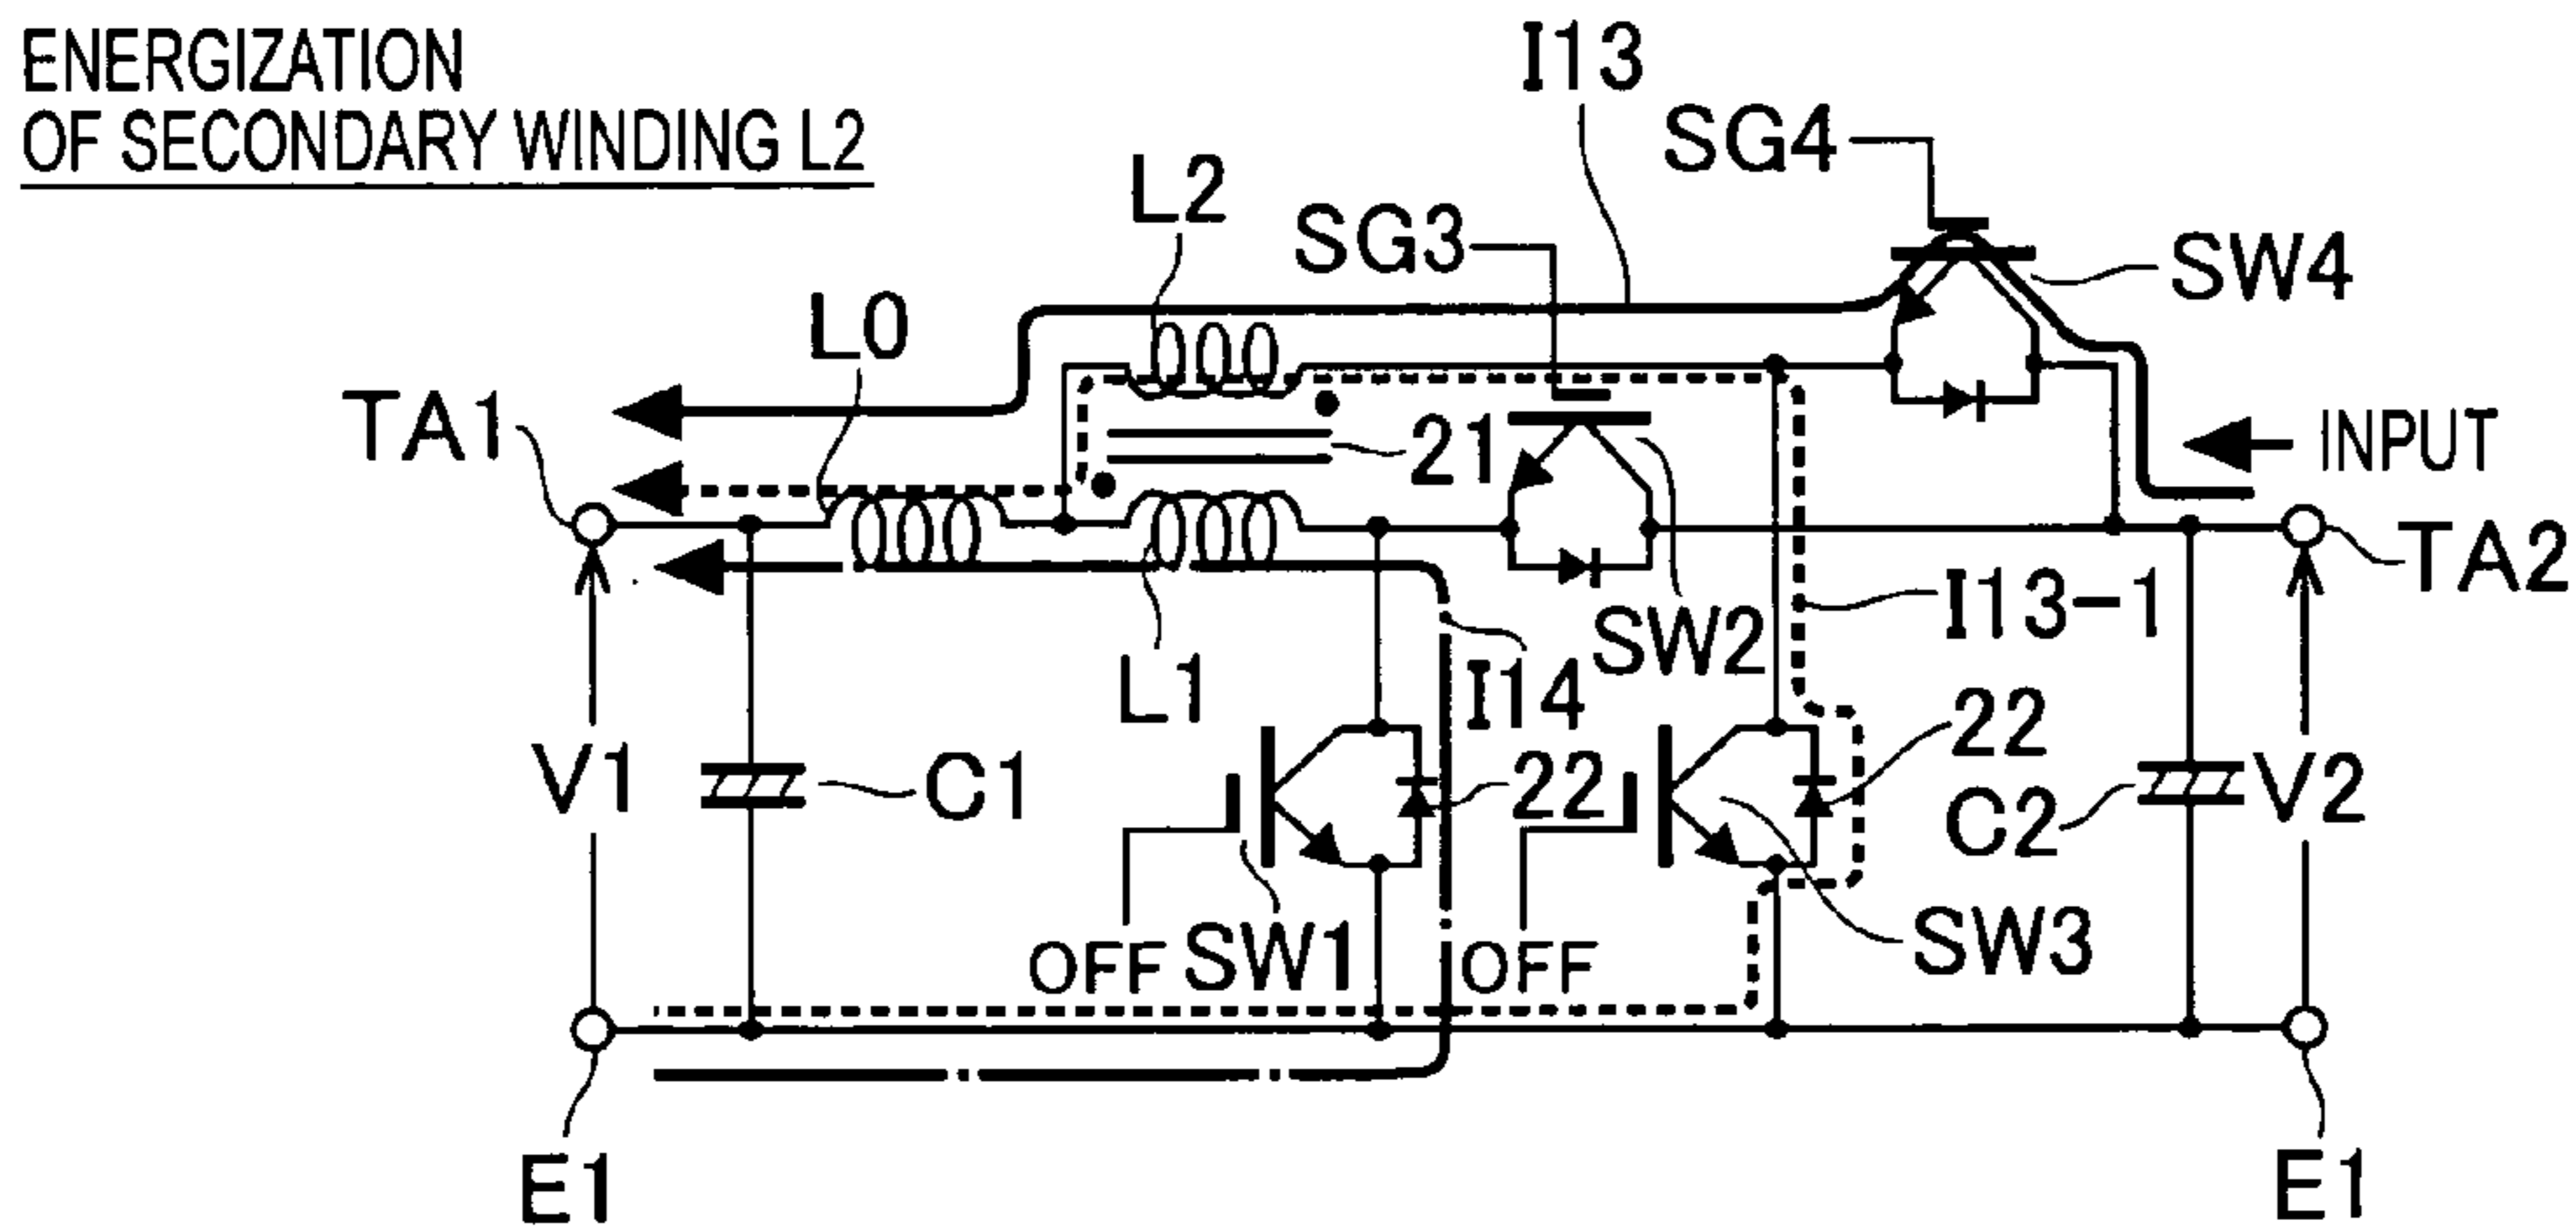 ENERGIZATION
OF SECONDARY WINDING L2
I13
SG4
L2
SG3
SW4
L0
TA1
21
INPUT
TA2
I13-1
SW2
L1
I14
22
22
V1
C1
C2
V2
OFF
SW1
OFF
SW3
E1
E1